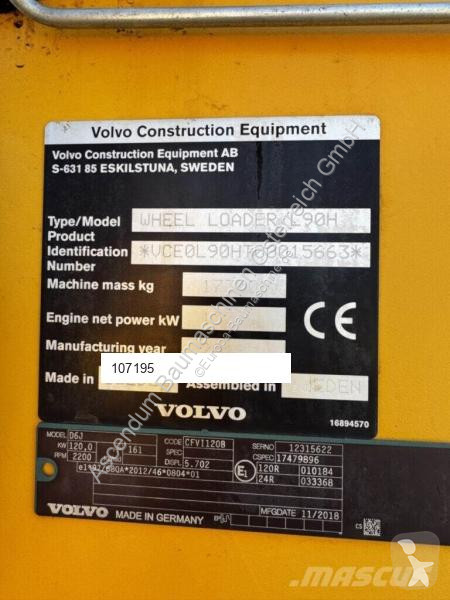 Volvo Construction Equipment
Volvo Construction Equipment AB
S-631 85 ESKILSTUNA, SWEDEN
Type/Model WHEEL LOADER/L90H
Product
Identification *VCE0L90HT00015663*
Number
Machine mass kg
Engine net power kW
Manufacturing year
107195
Made in
Assembled in
CE
VOLVO
16894570
MODEL D6J CODE CFV1120B SERNO 12315622
KW 120,0 161 SPEC CSPEC 17479896
RPM 2200 DISPL 5.702 E 120R 010184
e1*97/68QA*2012/46*0804*01 24R 033368
VOLVO MADE IN GERMANY MFGDATE 11/2018
CS
Ascendum Baumaschinen Österreich GmbH
mascus